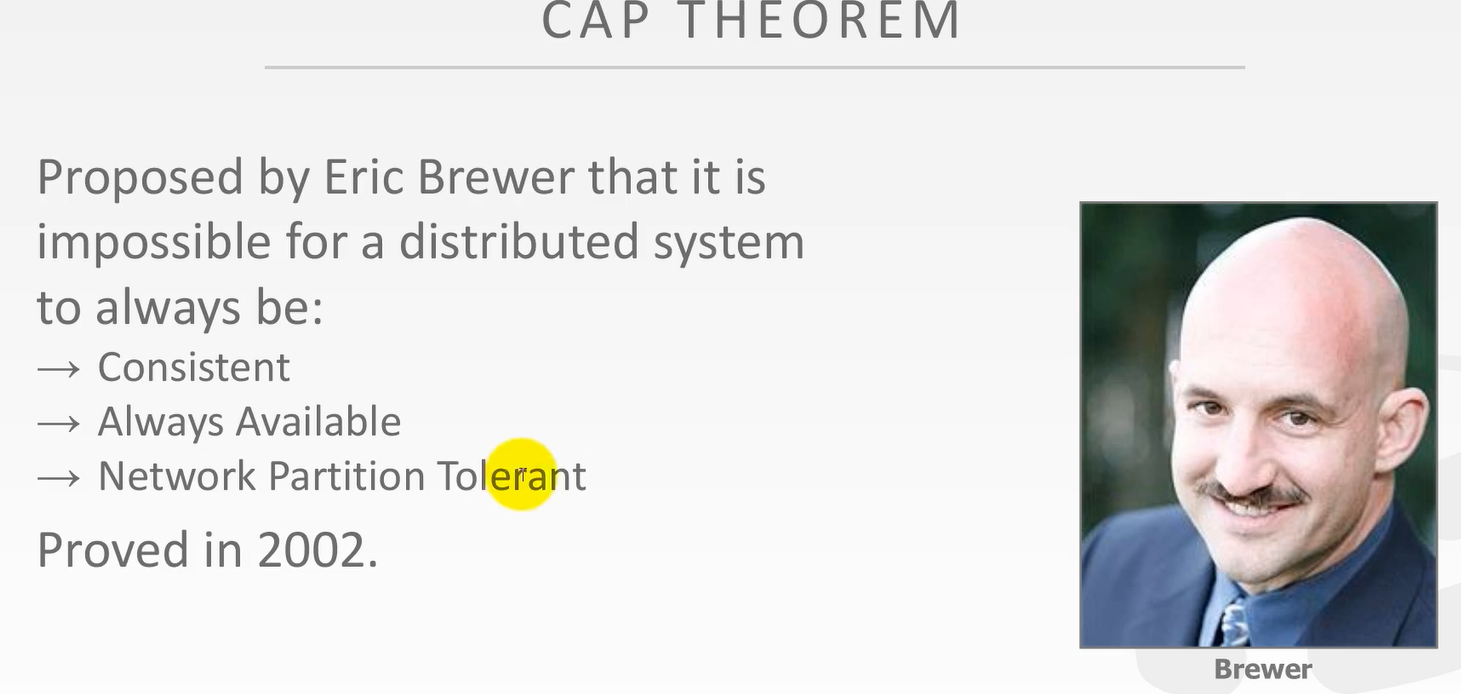 CAP THEOREM
Proposed by Eric Brewer that it is
impossible for a distributed system
to always be:
→ Consistent
→ Always Available
→ Network Partition Tolerant
Proved in 2002.
Brewer